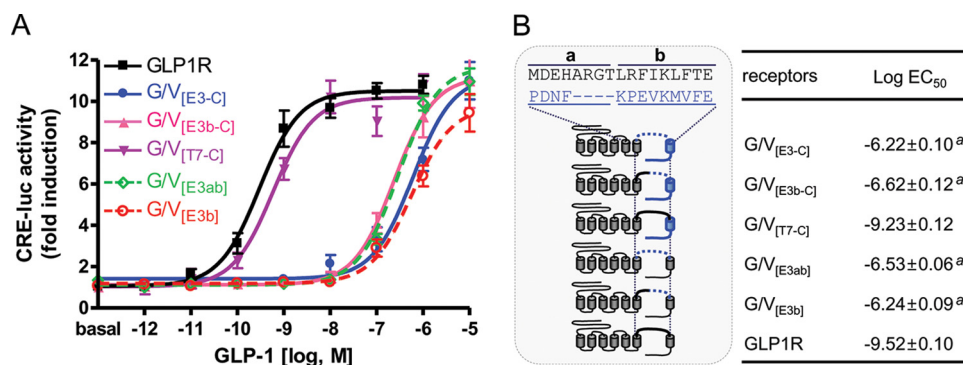 A
CRE-luc activity
(fold induction)
12
10
8
6
4
2
0
GLP1R
G/V[E3-C]
G/V[E3b-C]
G/V[T7-C]
G/V[E3ab]
G/V[E3b]
basal -12 -11 -10 -9 -8 -7 -6 -5
GLP-1 [log, M]
B
a b
MDEHARGTLRFIKLFTE
PDNF----KPEVKMVFE
receptors Log EC50
G/V[E3-C] -6.22±0.10a
G/V[E3b-C] -6.62±0.12a
G/V[T7-C] -9.23±0.12
G/V[E3ab] -6.53±0.06a
G/V[E3b] -6.24±0.09a
GLP1R -9.52±0.10